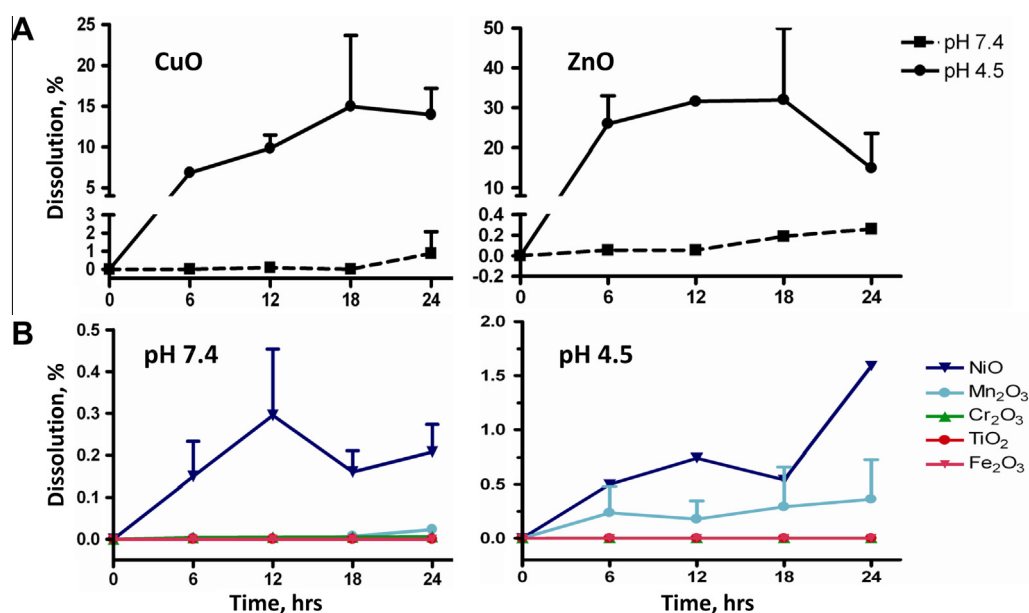 A
CuO
ZnO
pH 7.4
pH 4.5
Dissolution, %
25
20
15
10
5
3
2
1
0
0
6
12
18
24
50
40
30
20
10
0.4
0.2
0.0
-0.2
0
6
12
18
24
B
pH 7.4
Dissolution, %
0.5
0.4
0.3
0.2
0.1
0.0
0
6
12
18
24
Time, hrs
pH 4.5
2.0
1.5
1.0
0.5
0.0
0
6
12
18
24
Time, hrs
NiO
Mn₂O₃
Cr₂O₃
TiO₂
Fe₂O₃